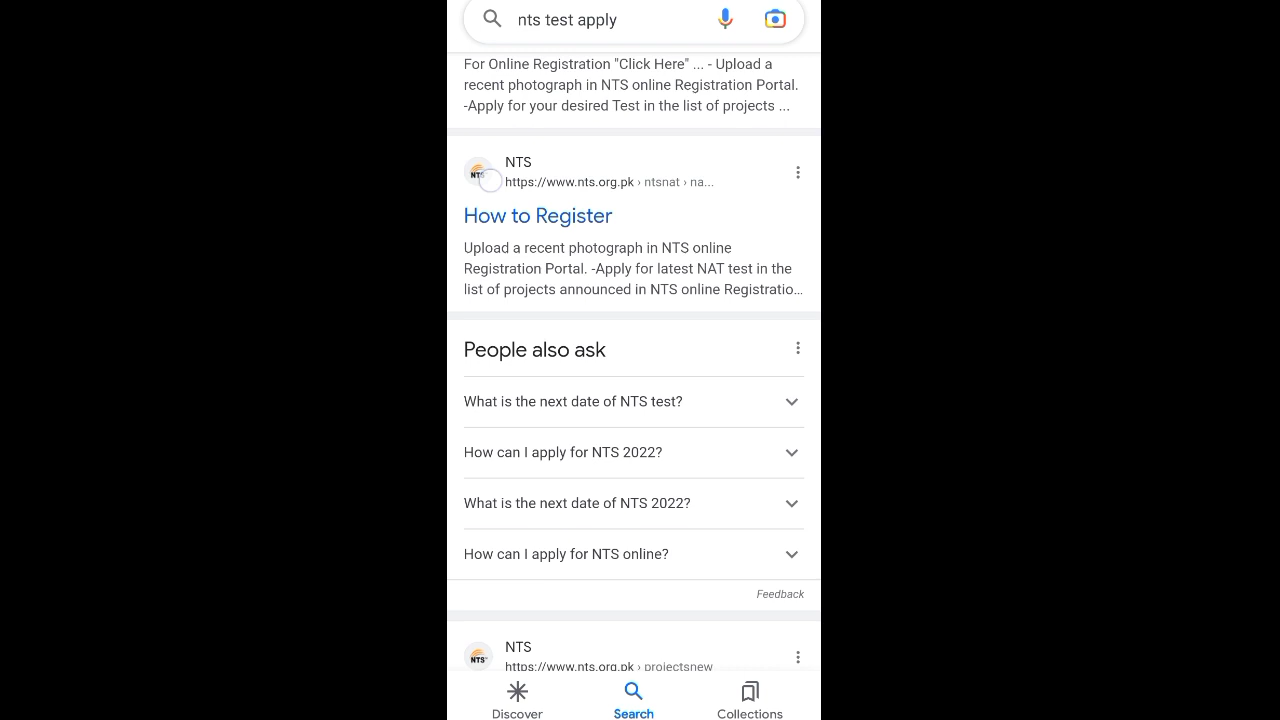 nts test apply
For Online Registration "Click Here" ... - Upload a
recent photograph in NTS online Registration Portal.
-Apply for your desired Test in the list of projects ...
NTS
NTS
https://www.nts.org.pk › ntsnat › na...
How to Register
Upload a recent photograph in NTS online
Registration Portal. -Apply for latest NAT test in the
list of projects announced in NTS online Registratio...
People also ask
What is the next date of NTS test?
How can I apply for NTS 2022?
What is the next date of NTS 2022?
How can I apply for NTS online?
Feedback
NTS
NTS
https://www.nts.org.pk › projectsnew
Discover
Search
Collections